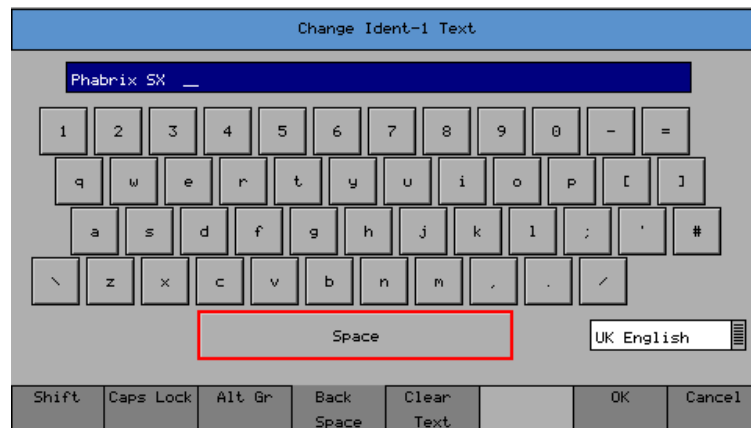 Change Ident-1 Text
Phabrix SX _
1 2 3 4 5 6 7 8 9 0 - =
q w e r t y u i o p [ ]
a s d f g h j k l ; ' #
\ z x c v b n m , . /
Space
UK English
Shift Caps Lock Alt Gr Back Space Clear Text OK Cancel